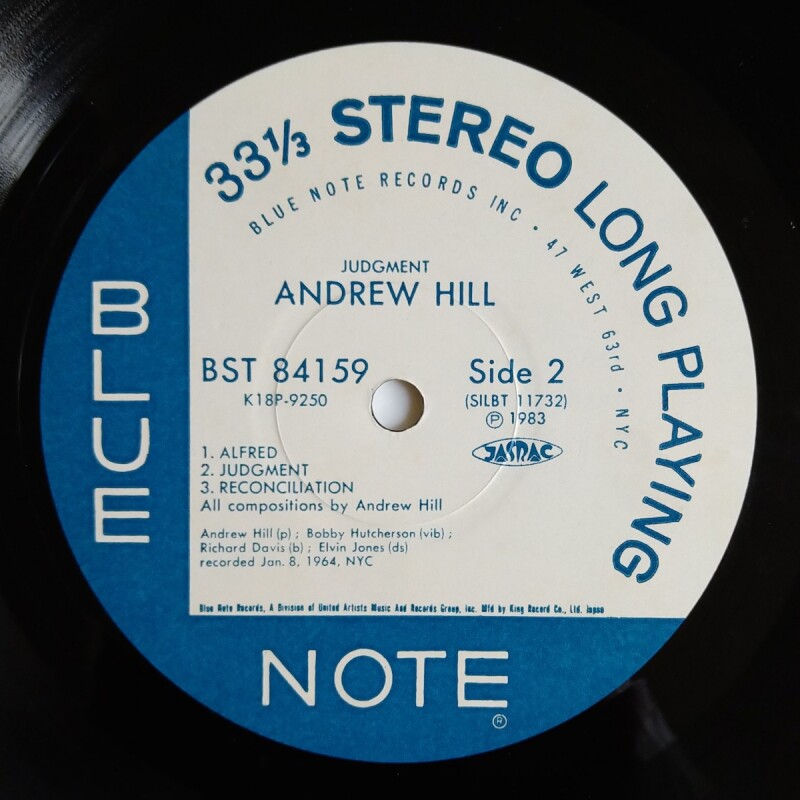 33⅓ STEREO LONG PLAYING
BLUE NOTE RECORDS INC • 47 WEST 63rd • NYC
JUDGMENT
ANDREW HILL
BST 84159
K18P-9250
Side 2
(SILBT 11732)
Ⓟ 1983
JASRAC
1. ALFRED
2. JUDGMENT
3. RECONCILIATION
All compositions by Andrew Hill
Andrew Hill (p) ; Bobby Hutcherson (vib) ;
Richard Davis (b) ; Elvin Jones (ds)
recorded Jan. 8, 1964, NYC
Blue Note Records, A Division of United Artists Music And Records Group, Inc. Mfd by King Record Co., Ltd. Japan
BLUE
NOTE
®